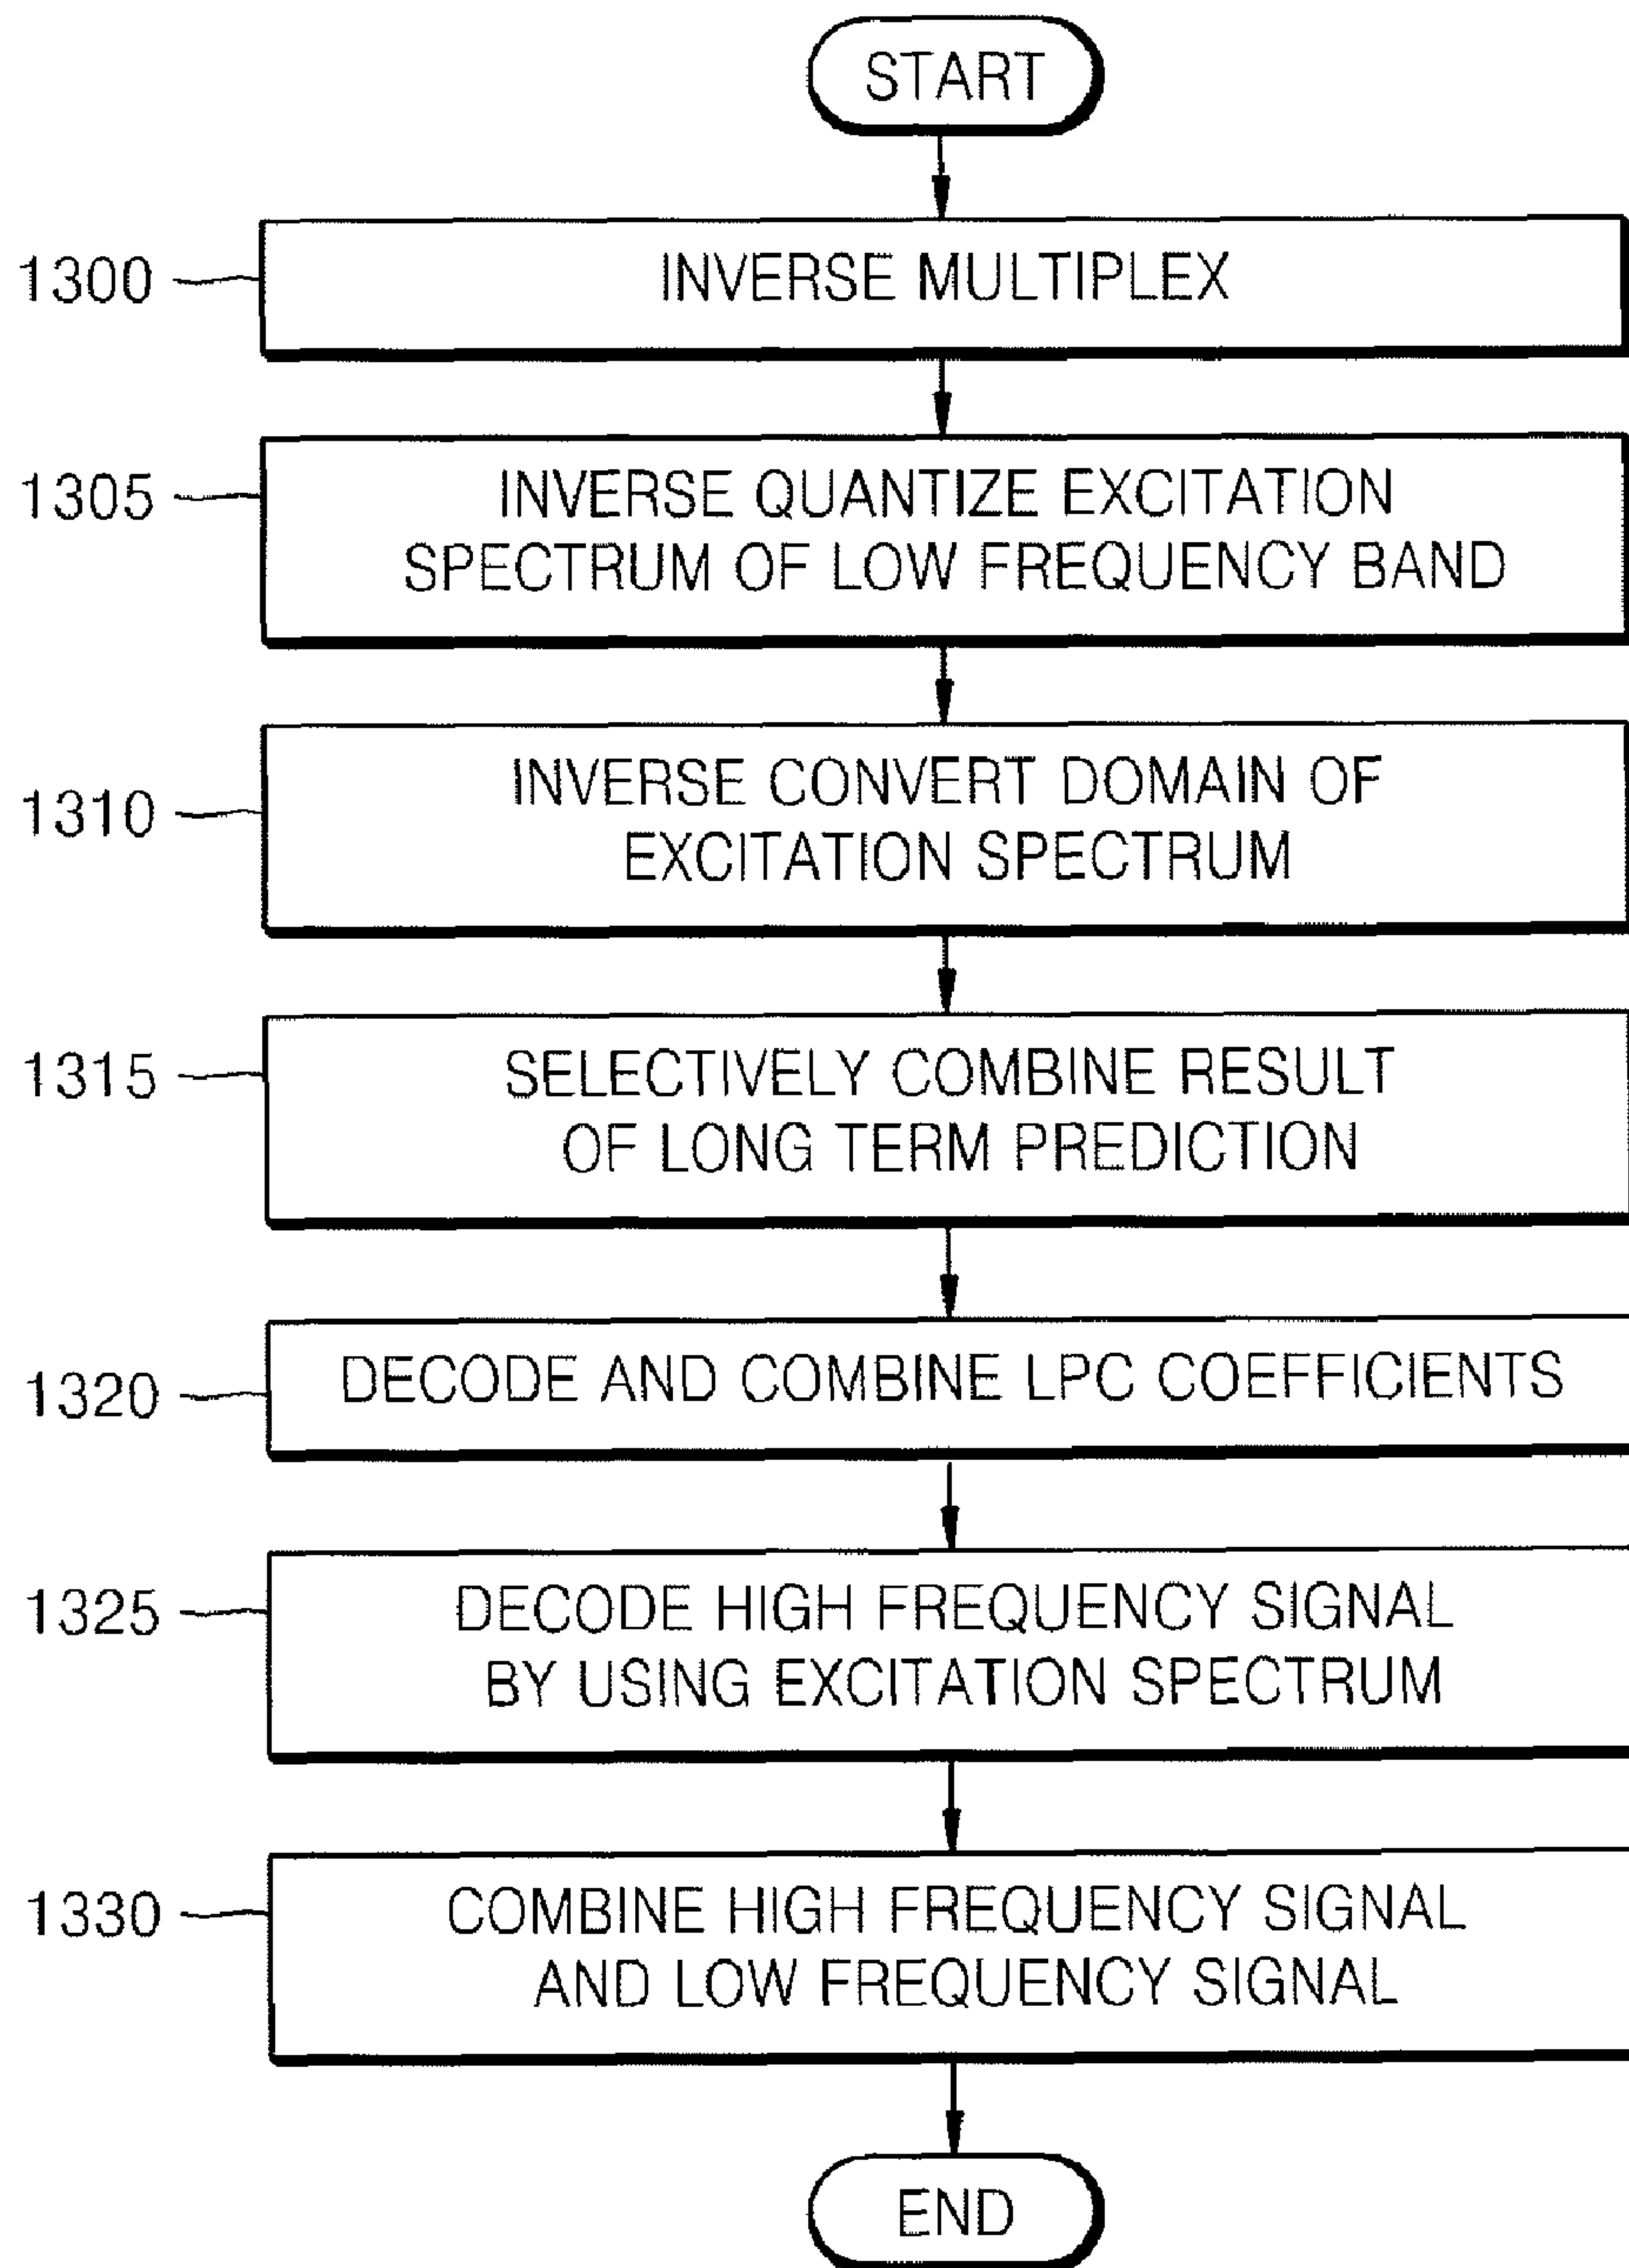 START
1300
INVERSE MULTIPLEX
1305
INVERSE QUANTIZE EXCITATION
SPECTRUM OF LOW FREQUENCY BAND
1310
INVERSE CONVERT DOMAIN OF
EXCITATION SPECTRUM
1315
SELECTIVELY COMBINE RESULT
OF LONG TERM PREDICTION
1320
DECODE AND COMBINE LPC COEFFICIENTS
1325
DECODE HIGH FREQUENCY SIGNAL
BY USING EXCITATION SPECTRUM
1330
COMBINE HIGH FREQUENCY SIGNAL
AND LOW FREQUENCY SIGNAL
END